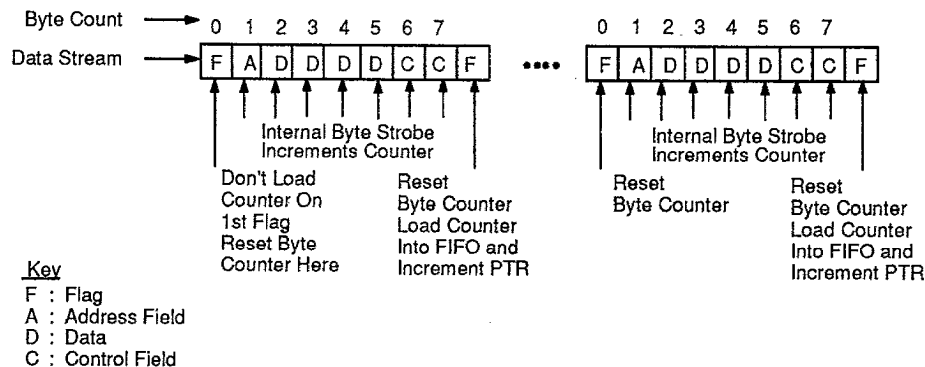 Byte Count 0 1 2 3 4 5 6 7 0 1 2 3 4 5 6 7
Data Stream F A D D D D C C F •••• F A D D D D C C F
Internal Byte Strobe
Increments Counter
Internal Byte Strobe
Increments Counter
Don't Load
Counter On
1st Flag
Reset Byte
Counter Here
Reset
Byte Counter
Load Counter
Into FIFO and
Increment PTR
Reset
Byte Counter
Reset
Byte Counter
Load Counter
Into FIFO and
Increment PTR
Key
F : Flag
A : Address Field
D : Data
C : Control Field